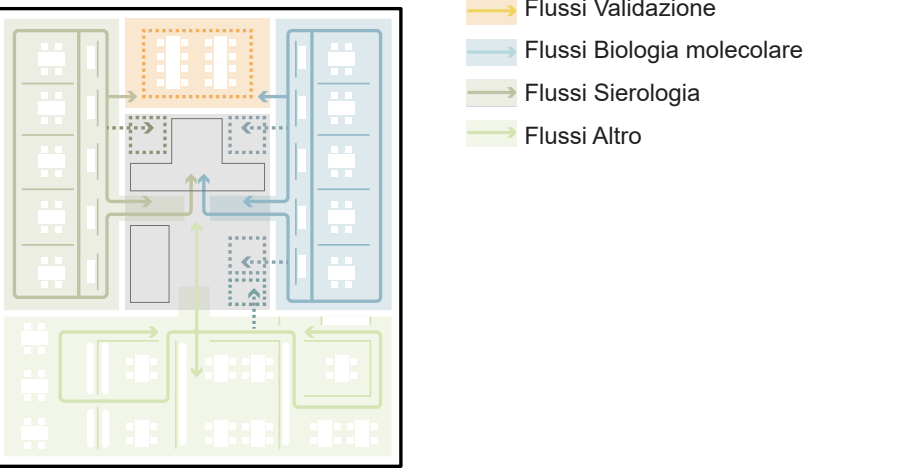 Flussi Validazione
Flussi Biologia molecolare
Flussi Sierologia
Flussi Altro